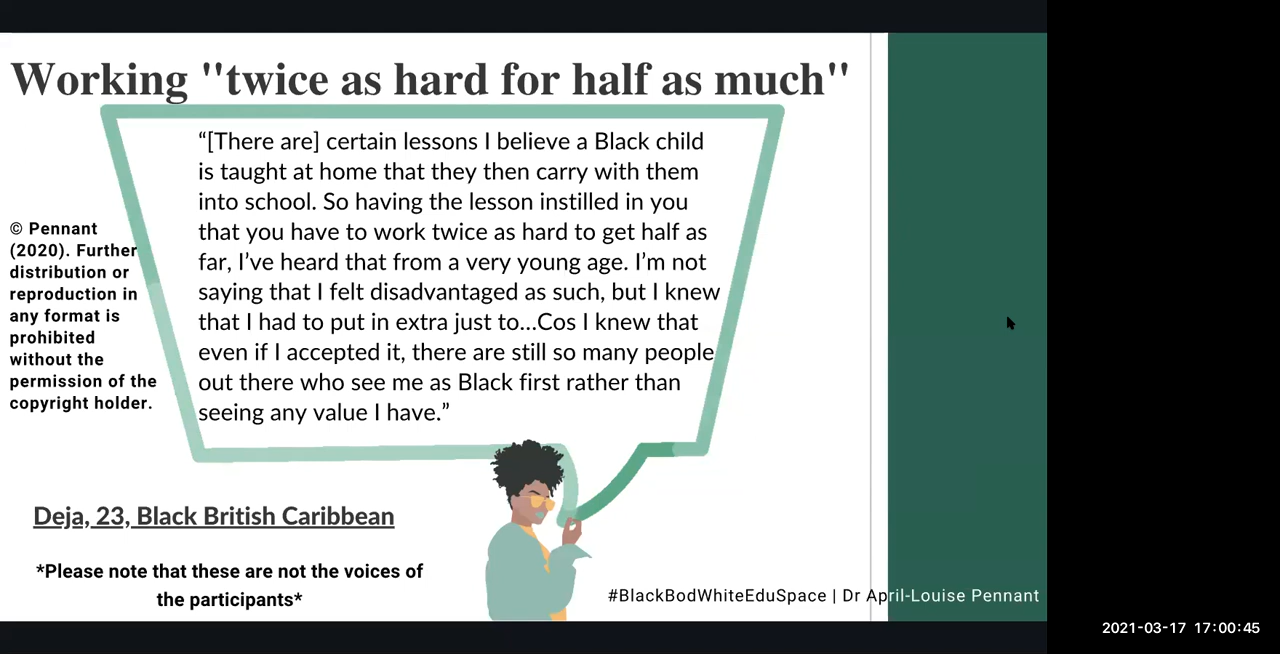 Working "twice as hard for half as much"
“[There are] certain lessons I believe a Black child
is taught at home that they then carry with them
into school. So having the lesson instilled in you
that you have to work twice as hard to get half as
far, I’ve heard that from a very young age. I’m not
saying that I felt disadvantaged as such, but I knew
that I had to put in extra just to...Cos I knew that
even if I accepted it, there are still so many people
out there who see me as Black first rather than
seeing any value I have.”
© Pennant
(2020). Further
distribution or
reproduction in
any format is
prohibited
without the
permission of the
copyright holder.
Deja, 23, Black British Caribbean
*Please note that these are not the voices of
the participants*
#BlackBodWhiteEduSpace | Dr April-Louise Pennant
2021-03-17 17:00:45